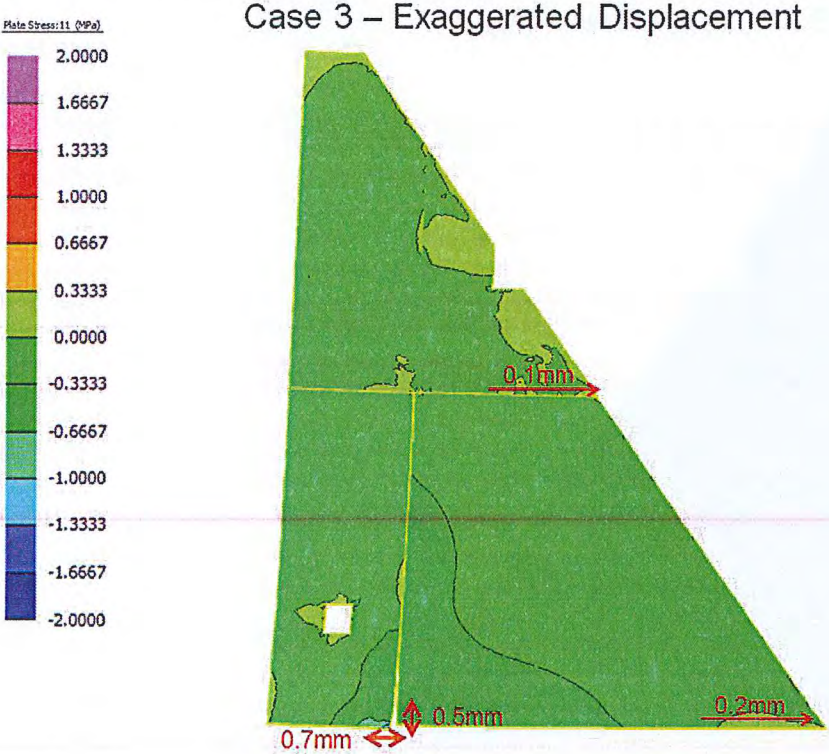 Case 3 – Exaggerated Displacement
Plate Stress:11 (MPa)
2.0000
1.6667
1.3333
1.0000
0.6667
0.3333
0.0000
-0.3333
-0.6667
-1.0000
-1.3333
-1.6667
-2.0000
0.1mm
0.2mm
0.5mm
0.7mm